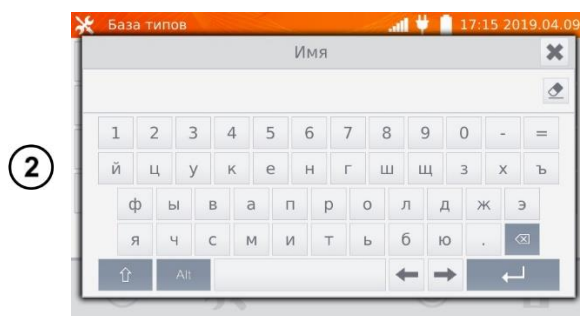 База типов 17:15 2019.04.09
Имя
2
1 2 3 4 5 6 7 8 9 0 - =
й ц у к е н г ш щ з х ъ
ф ы в а п р о л д ж э
я ч с м и т ь б ю .
Alt